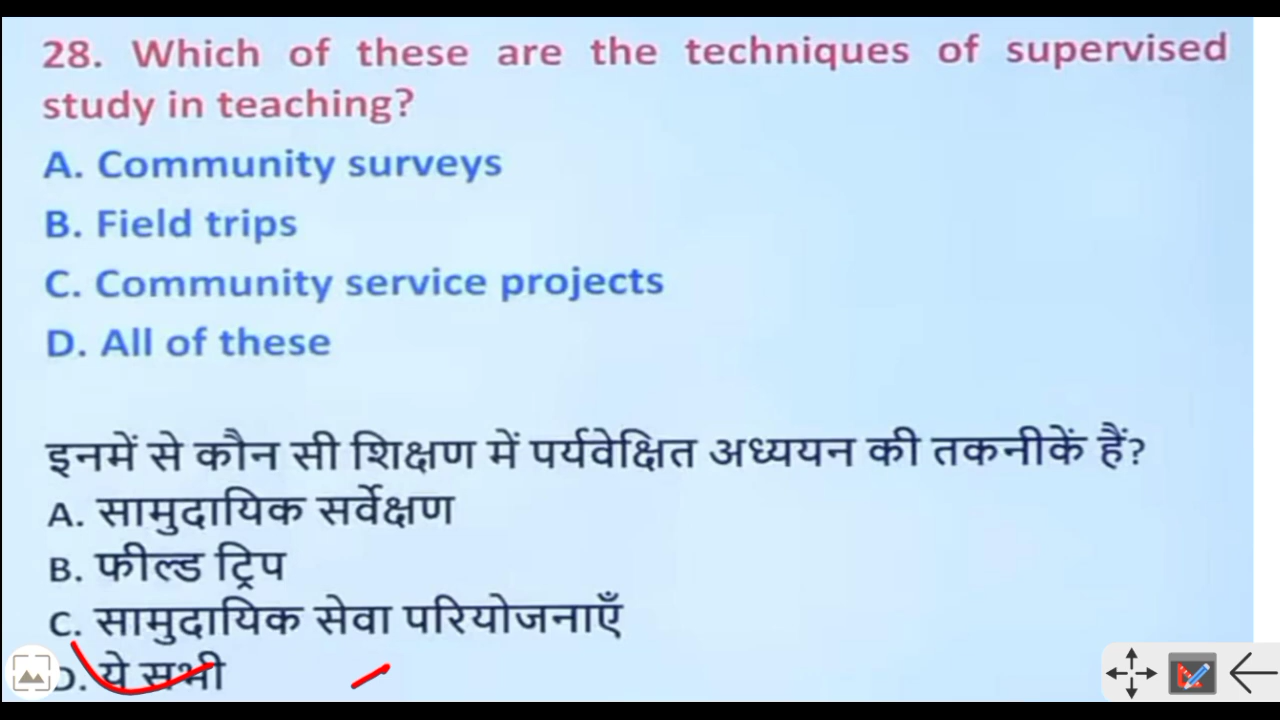 28. Which of these are the techniques of supervised
study in teaching?
A. Community surveys
B. Field trips
C. Community service projects
D. All of these
इनमें से कौन सी शिक्षण में पर्यवेक्षित अध्ययन की तकनीकें हैं?
A. सामुदायिक सर्वेक्षण
B. फील्ड ट्रिप
C. सामुदायिक सेवा परियोजनाएँ
D. ये सभी